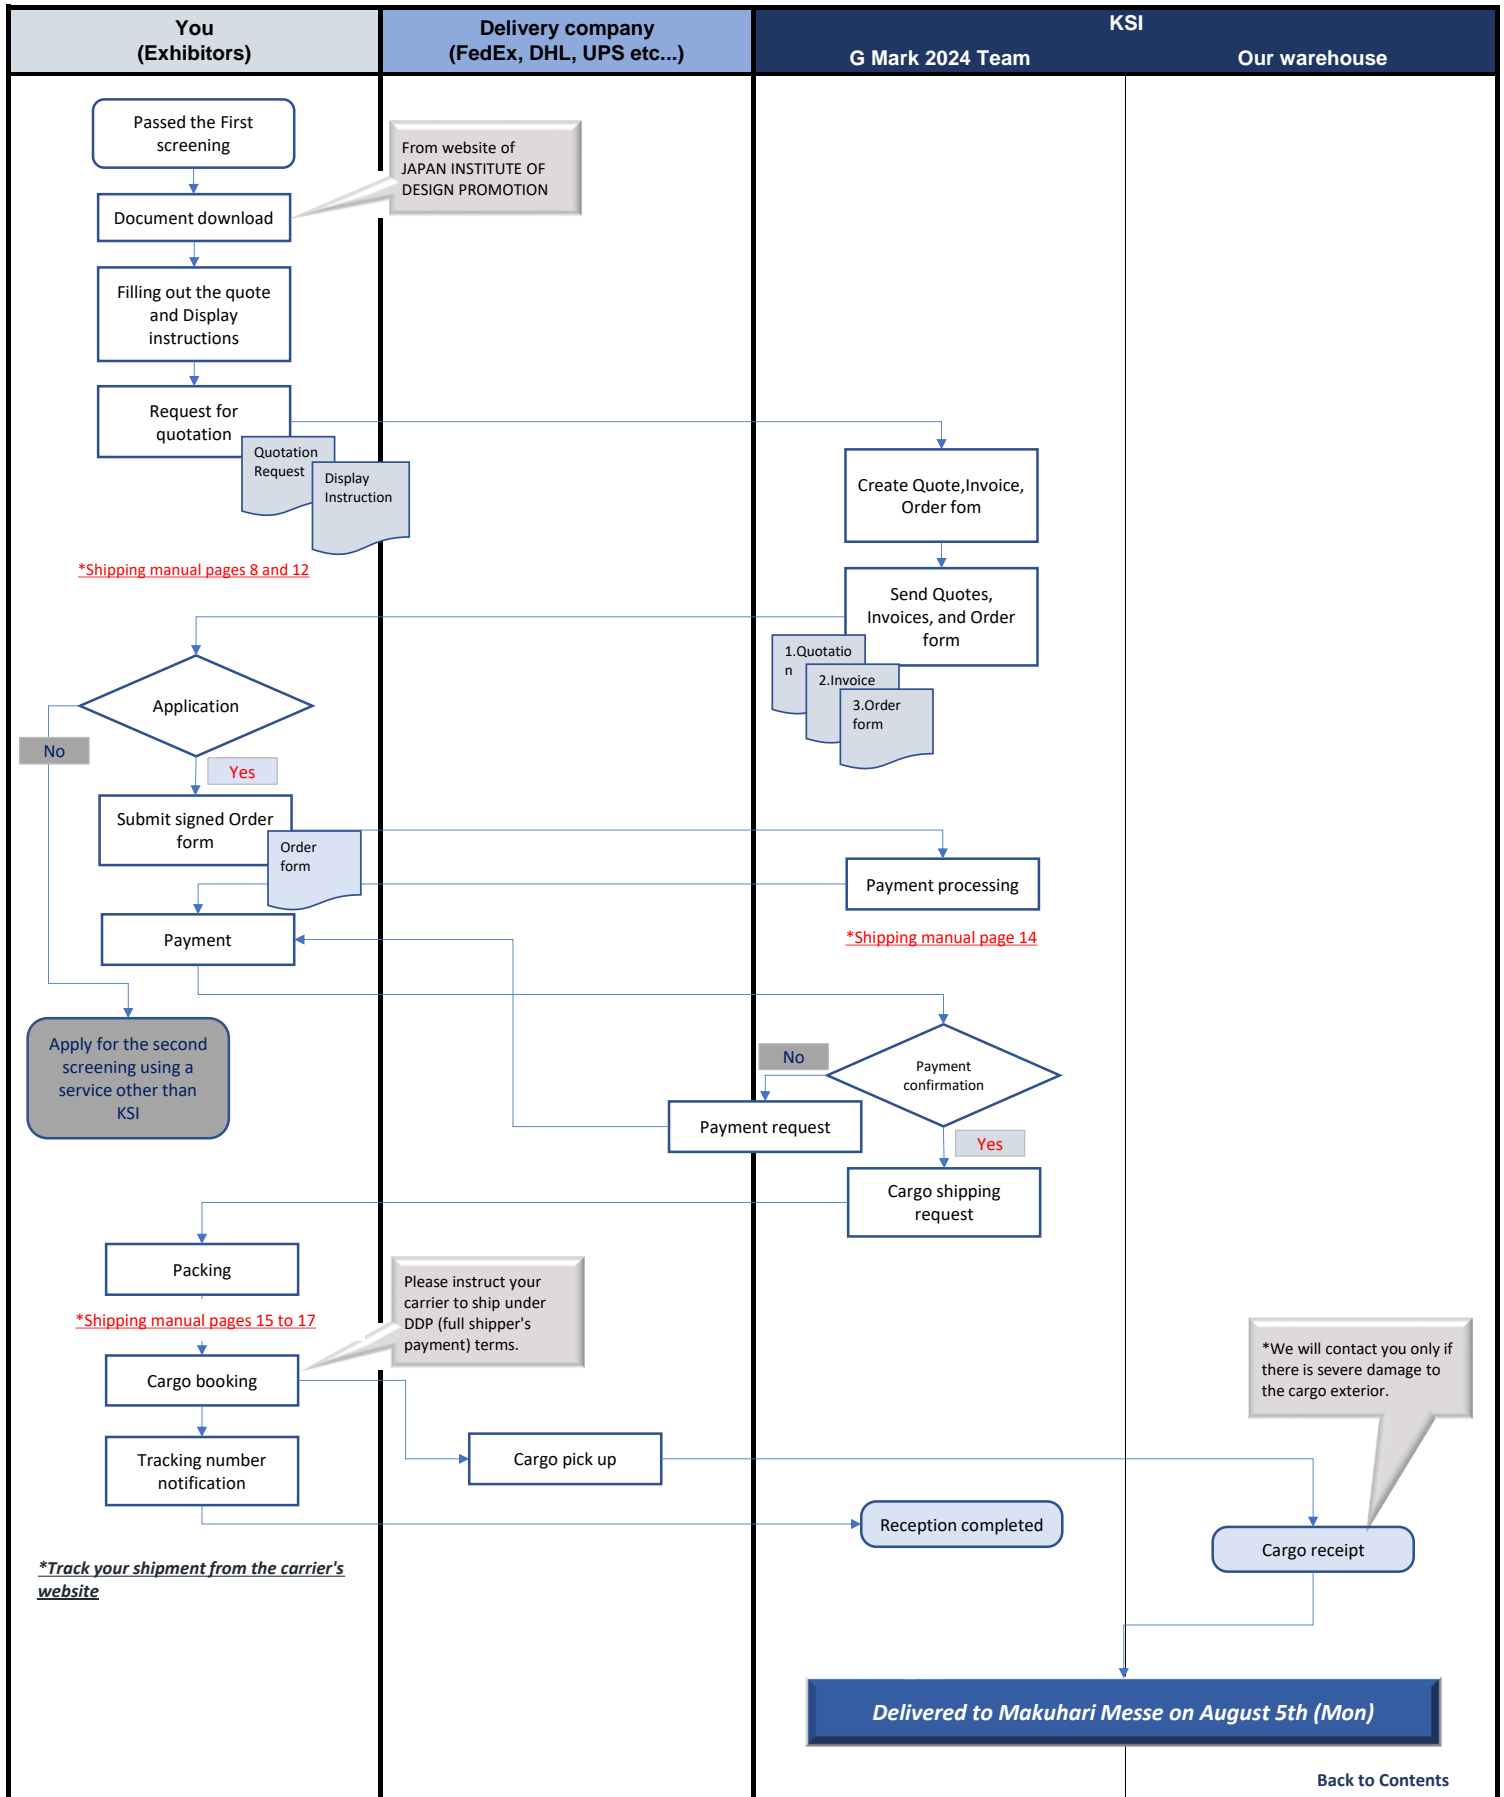 You
(Exhibitors)
Delivery company
(FedEx, DHL, UPS etc...)
KSI
G Mark 2024 Team
Our warehouse
Passed the First
screening
From website of
JAPAN INSTITUTE OF
DESIGN PROMOTION
Document download
Filling out the quote
and Display
instructions
Request for
quotation
Quotation
Request
Display
Instruction
Create Quote,Invoice,
Order fom
*Shipping manual pages 8 and 12
Send Quotes,
Invoices, and Order
form
1.Quotatio
n
2.Invoice
3.Order
form
Application
No
Yes
Submit signed Order
form
Order
form
Payment processing
Payment
*Shipping manual page 14
Apply for the second
screening using a
service other than
KSI
No
Payment
confirmation
Payment request
Yes
Cargo shipping
request
Packing
*Shipping manual pages 15 to 17
Please instruct your
carrier to ship under
DDP (full shipper's
payment) terms.
Cargo booking
*We will contact you only if
there is severe damage to
the cargo exterior.
Tracking number
notification
Cargo pick up
Reception completed
Cargo receipt
*Track your shipment from the carrier's
website
Delivered to Makuhari Messe on August 5th (Mon)
Back to Contents